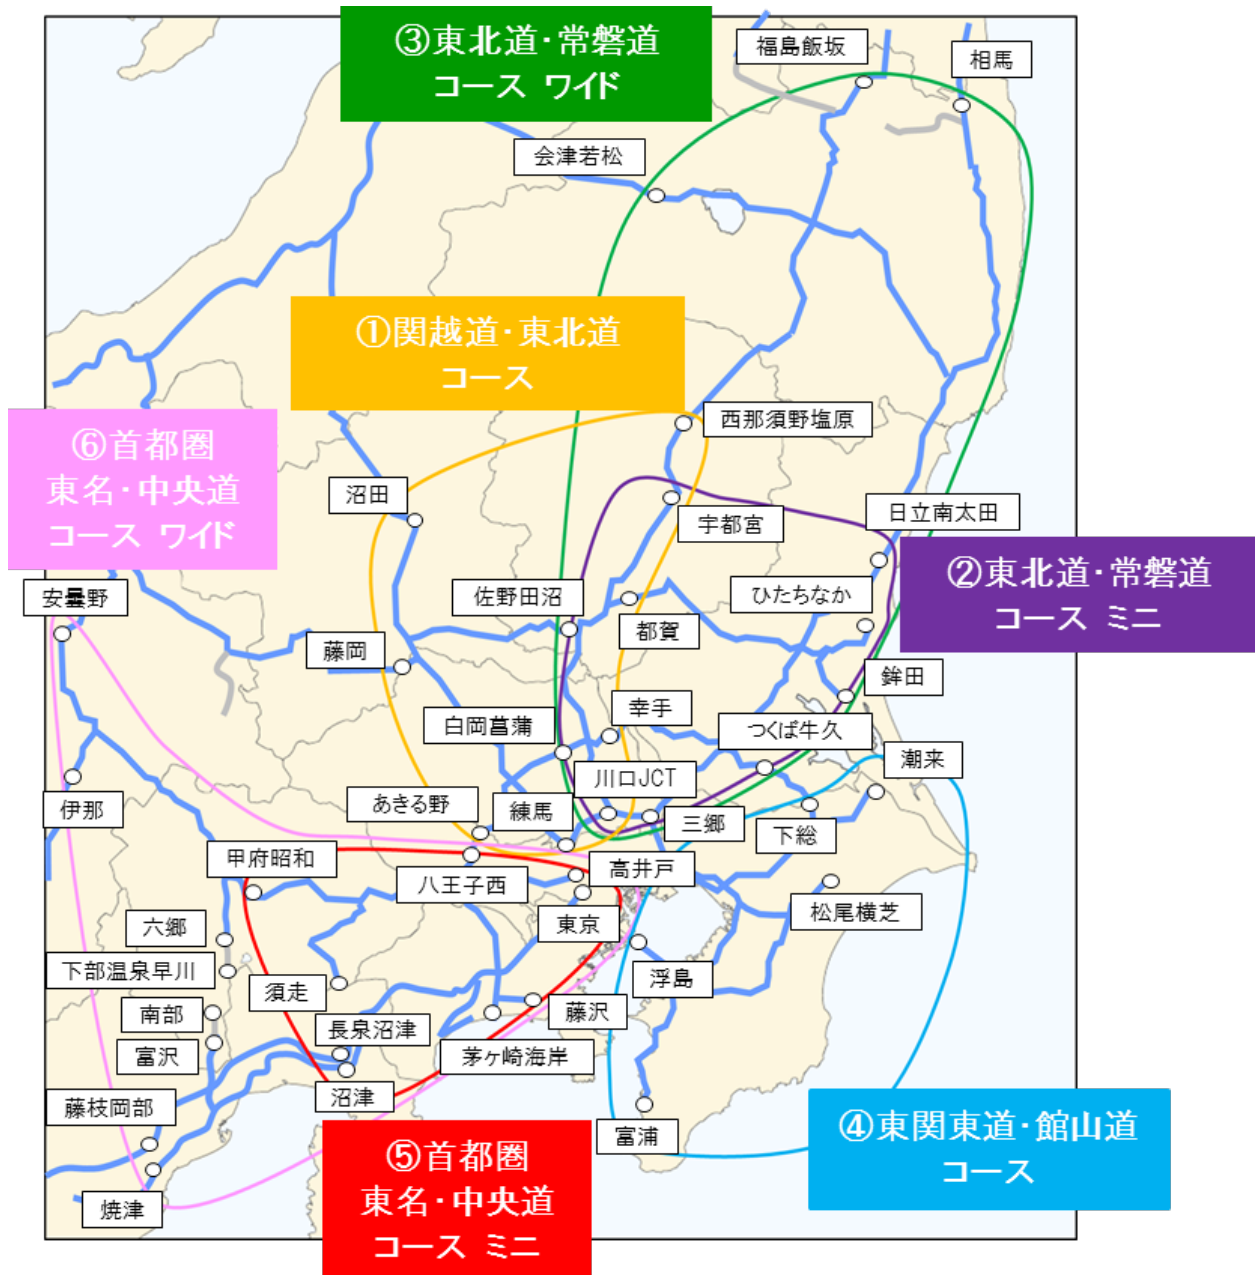 ③東北道・常磐道
コース ワイド
福島飯坂
相馬
会津若松
①関越道・東北道
コース
西那須野塩原
⑥首都圏
東名・中央道
コース ワイド
沼田
宇都宮
日立南太田
②東北道・常磐道
コース ミニ
安曇野
佐野田沼
ひたちなか
都賀
藤岡
鉾田
白岡菖蒲
幸手
つくば牛久
潮来
川口JCT
伊那
あきる野
練馬
三郷
下総
甲府昭和
八王子西
高井戸
東京
松尾横芝
六郷
下部温泉早川
須走
浮島
南部
長泉沼津
藤沢
富沢
茅ヶ崎海岸
藤枝岡部
沼津
富浦
④東関東道・館山道
コース
⑤首都圏
東名・中央道
コース ミニ
焼津